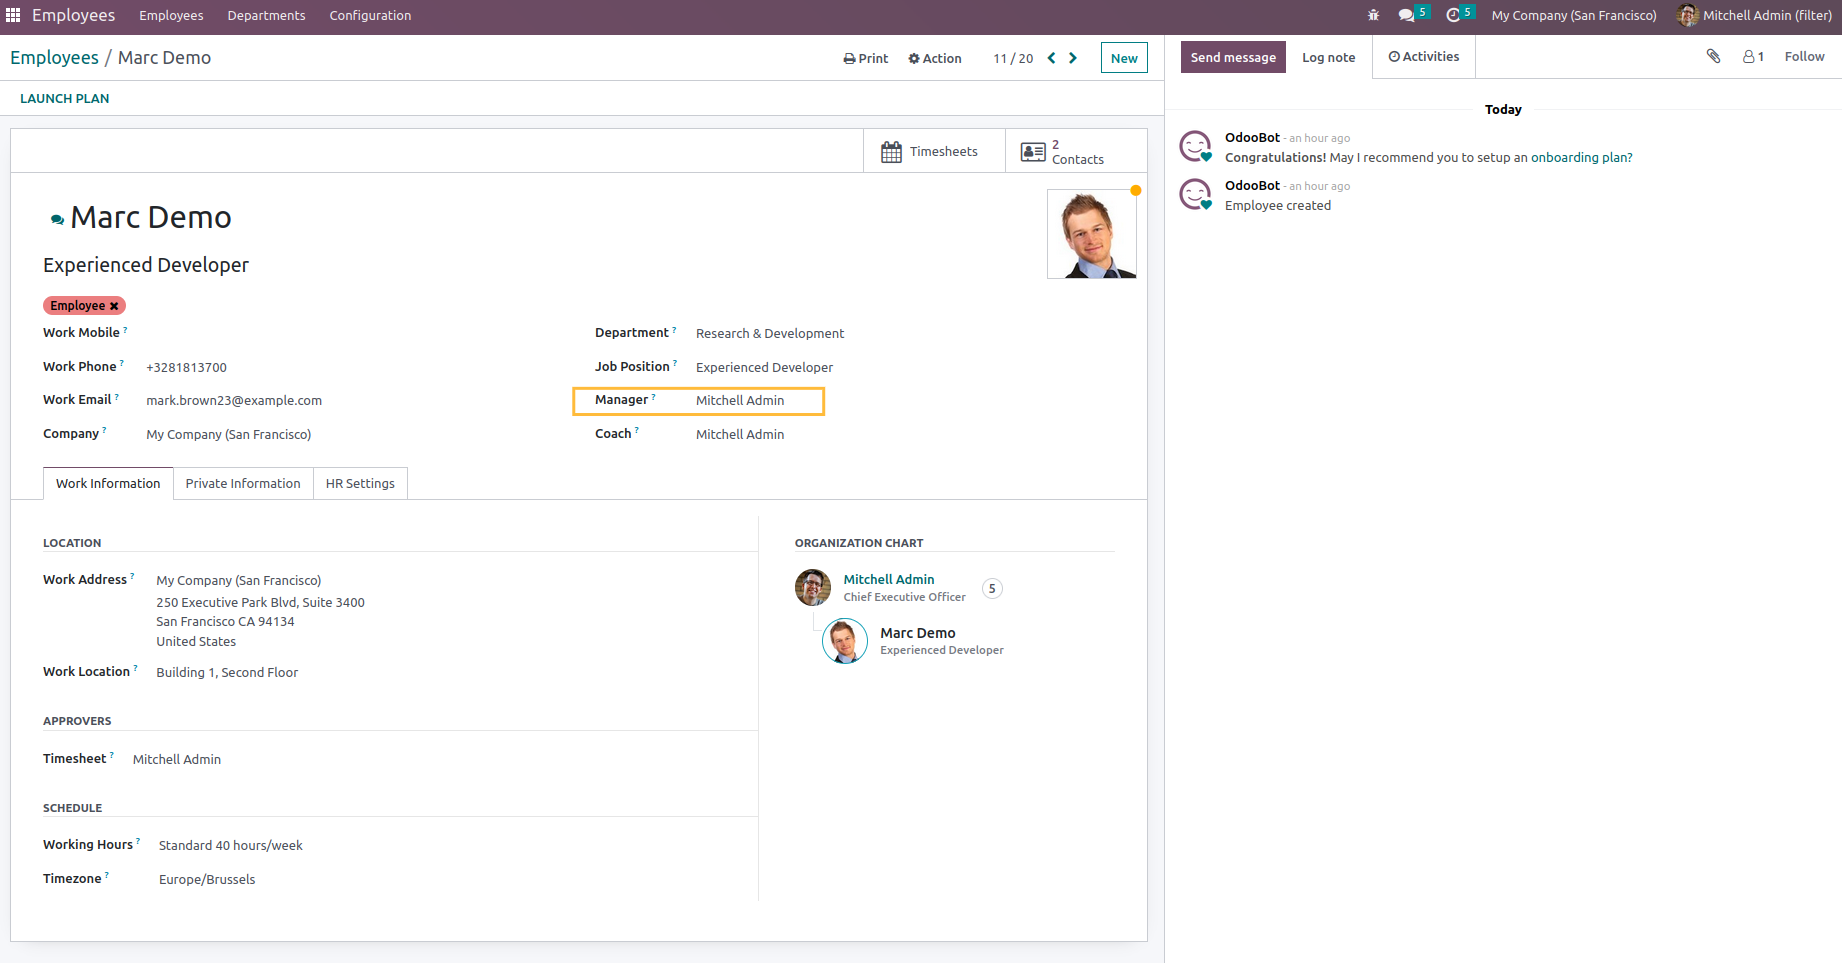 Employees Employees Departments Configuration 5 5 My Company (San Francisco) Mitchell Admin (filter)
Employees / Marc Demo Print Action 11 / 20 New
Send message Log note Activities 1 Follow
LAUNCH PLAN
Timesheets
2
Contacts
Marc Demo
Experienced Developer
Employee
Work Mobile ?
Work Phone ? +3281813700
Work Email ? mark.brown23@example.com
Company ? My Company (San Francisco)
Department ? Research & Development
Job Position ? Experienced Developer
Manager ? Mitchell Admin
Coach ? Mitchell Admin
Work Information Private Information HR Settings
LOCATION
Work Address ? My Company (San Francisco)
250 Executive Park Blvd, Suite 3400
San Francisco CA 94134
United States
Work Location ? Building 1, Second Floor
APPROVERS
Timesheet ? Mitchell Admin
SCHEDULE
Working Hours ? Standard 40 hours/week
Timezone ? Europe/Brussels
ORGANIZATION CHART
Mitchell Admin
Chief Executive Officer
5
Marc Demo
Experienced Developer
Today
OdooBot - an hour ago
Congratulations! May I recommend you to setup an onboarding plan?
OdooBot - an hour ago
Employee created